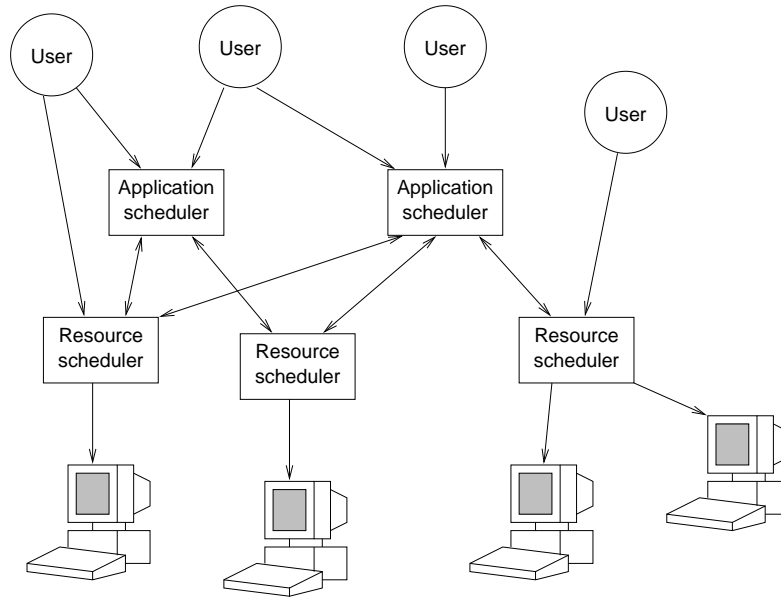 User
User
User
User
Application
scheduler
Application
scheduler
Resource
scheduler
Resource
scheduler
Resource
scheduler